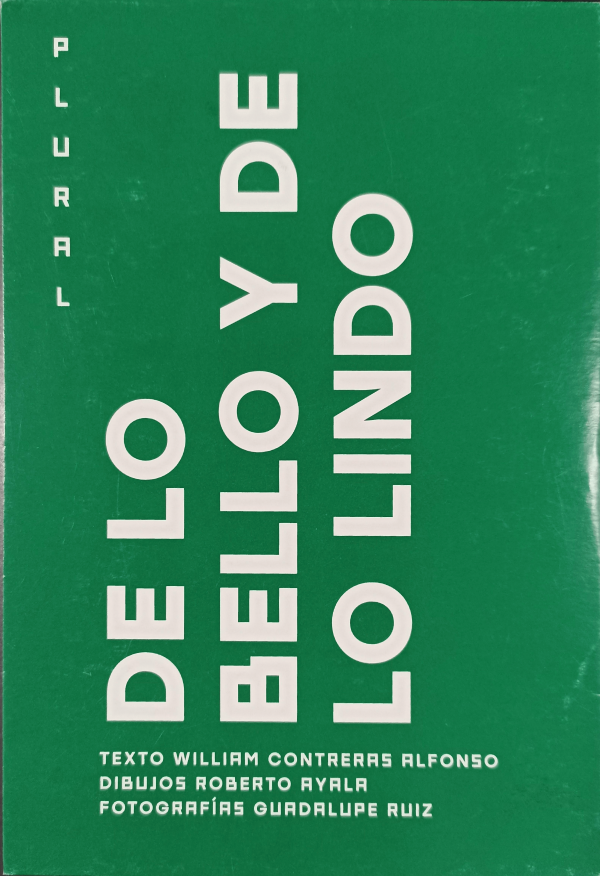 PLURAL
DE LO
BELLO Y DE
LO LINDO
TEXTO WILLIAM CONTRERAS ALFONSO
DIBUJOS ROBERTO AYALA
FOTOGRAFÍAS GUADALUPE RUIZ